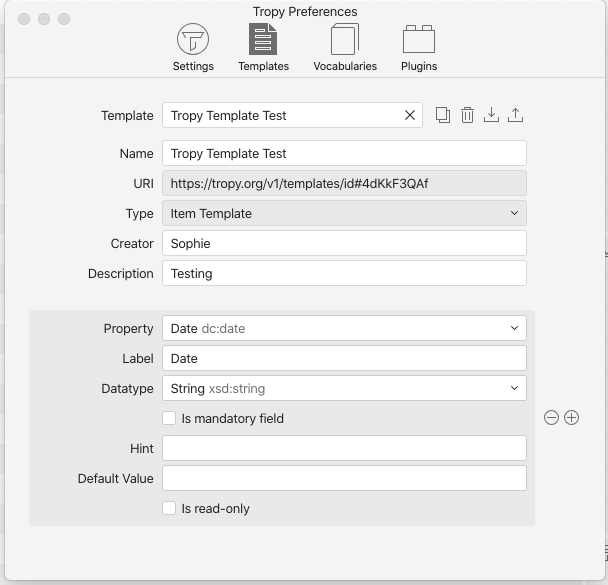 Tropy Preferences
Settings Templates Vocabularies Plugins
Template Tropy Template Test
Name Tropy Template Test
URI https://tropy.org/v1/templates/id#4dKkF3QAf
Type Item Template
Creator Sophie
Description Testing
Property Date dc:date
Label Date
Datatype String xsd:string
Is mandatory field
Hint
Default Value
Is read-only